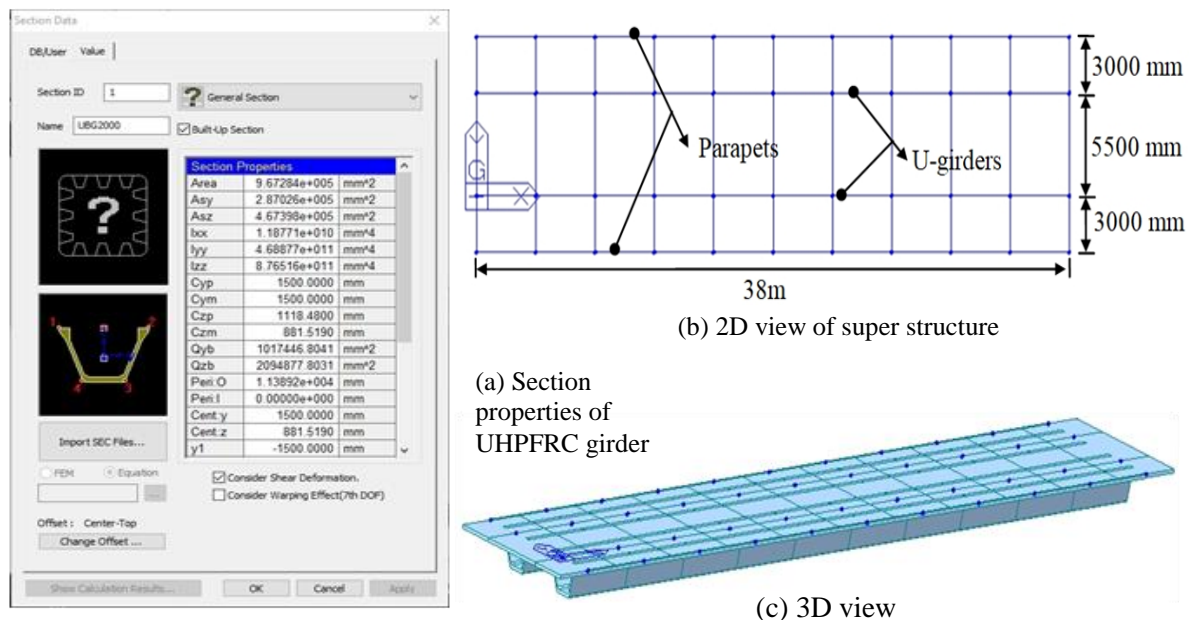 Section Data
DB/User Value
Section ID 1
General Section
Name UBG2000
Built-Up Section
?
Section Properties
Area 9.67284e+005 mm^2
Asy 2.87026e+005 mm^2
Asz 4.67398e+005 mm^2
Ixx 1.18771e+010 mm^4
Iyy 4.68877e+011 mm^4
Izz 8.76516e+011 mm^4
Cyp 1500.0000 mm
Cym 1500.0000 mm
Czp 1118.4800 mm
Czm 881.5190 mm
Qyb 1017446.8041 mm^2
Qzb 2094877.8031 mm^2
Peri:O 1.13892e+004 mm
Peri:I 0.00000e+000 mm
Cent:y 1500.0000 mm
Cent:z 881.5190 mm
y1 -1500.0000 mm
1 2
4 3
Import SEC Files...
FEM Equation
...
Consider Shear Deformation.
Consider Warping Effect(7th DOF)
Offset : Center-Top
Change Offset ...
Show Calculation Results...
OK Cancel Apply
3000 mm
Parapets
U-girders
5500 mm
G
X
3000 mm
38m
(b) 2D view of super structure
(a) Section
properties of
UHPFRC girder
(c) 3D view